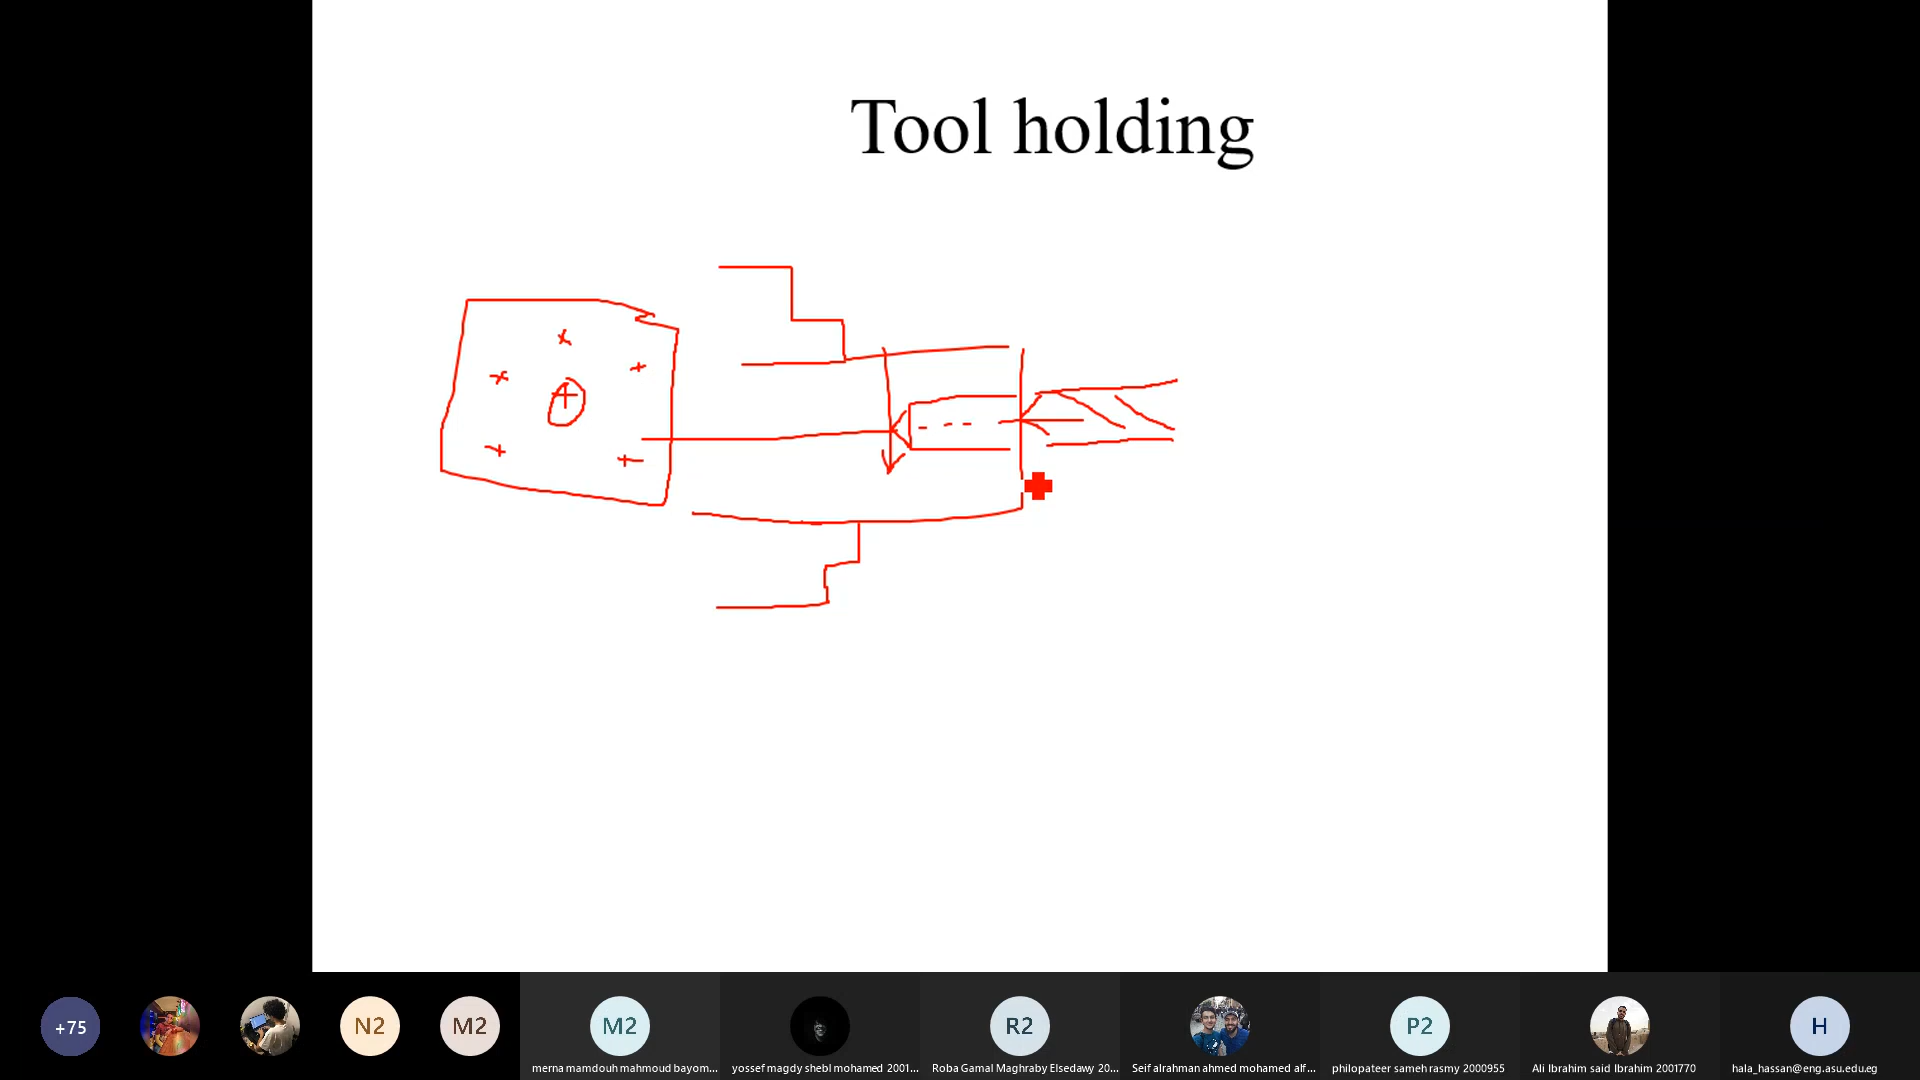 Tool holding
+75
N2
M2
M2
R2
P2
H
merna mamdouh mahmoud bayom...
yossef magdy shebl mohamed 2001...
Roba Gamal Maghraby Elsedawy 20...
Seif alrahman ahmed mohamed alf...
philopateer sameh rasmy 2000955
Ali Ibrahim said Ibrahim 2001770
hala_hassan@eng.asu.edu.eg